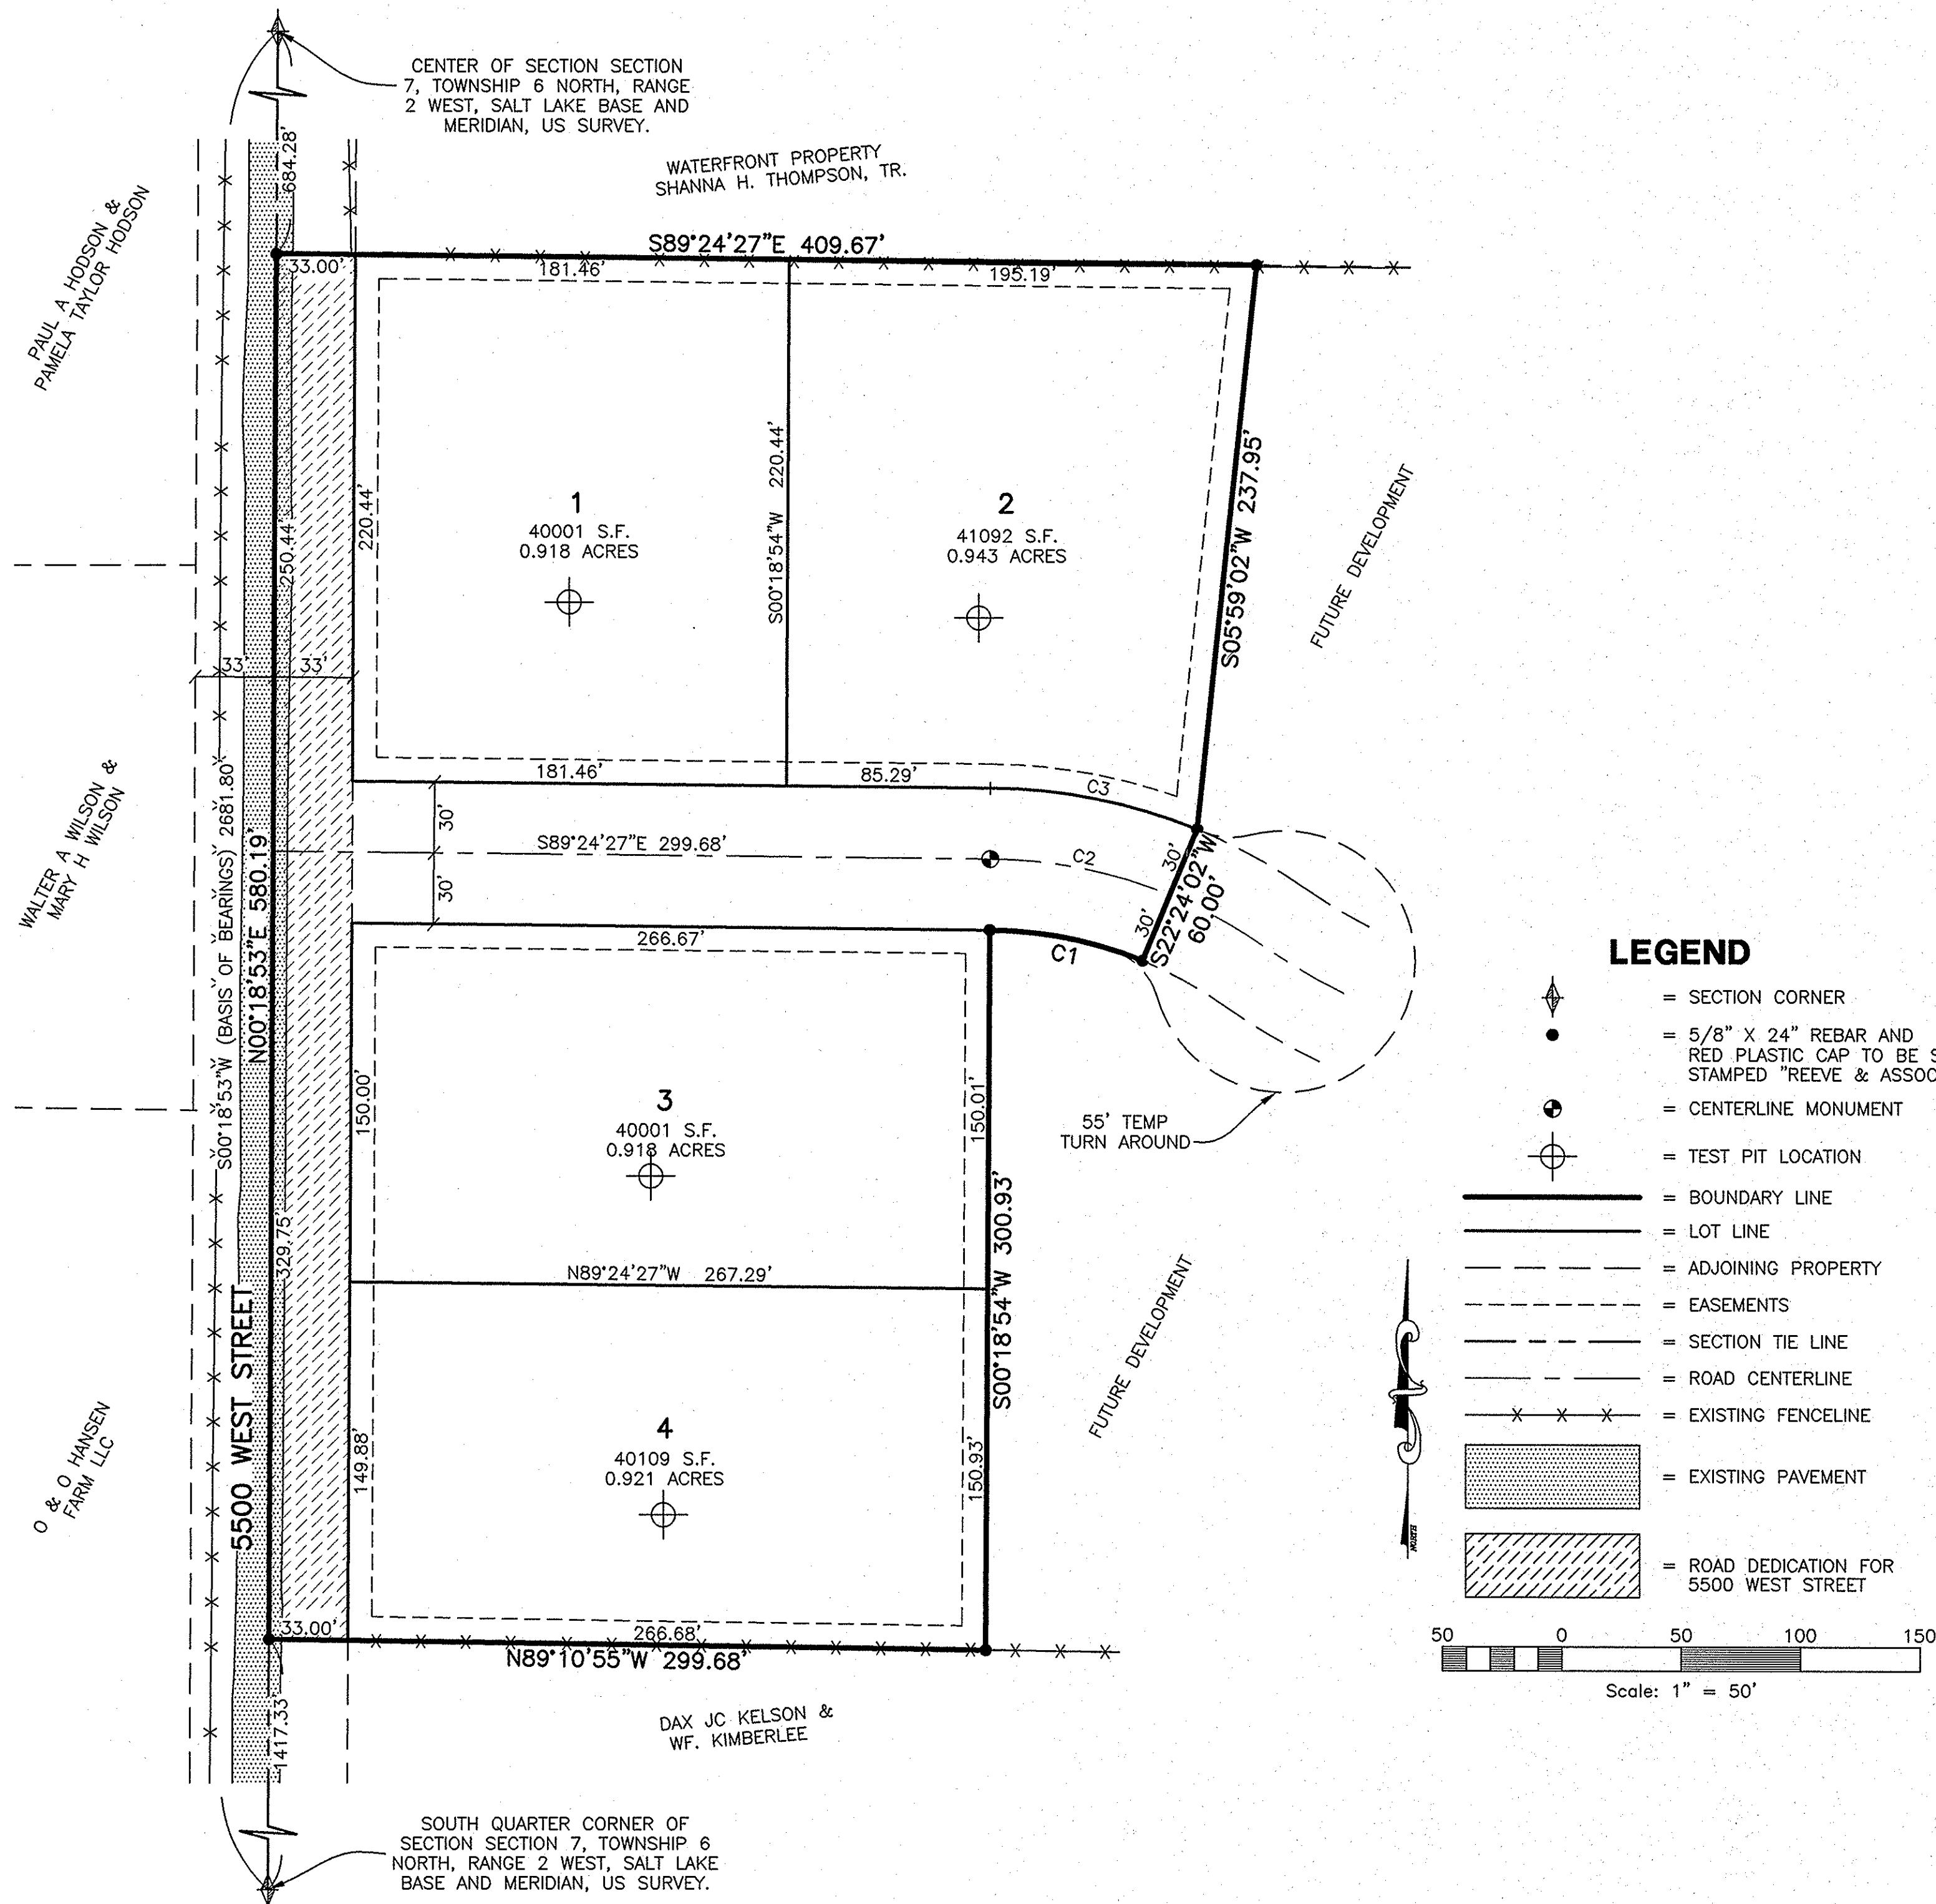 CENTER OF SECTION SECTION
7, TOWNSHIP 6 NORTH, RANGE
2 WEST, SALT LAKE BASE AND
MERIDIAN, US SURVEY.
684.28'
WATERFRONT PROPERTY
SHANNA H. THOMPSON, TR.
PAUL A HODSON &
PAMELA TAYLOR HODSON
S89°24'27"E 409.67'
33.00'
181.46'
195.19'
220.44'
250.44'
S00°18'54"W 220.44'
1
40001 S.F.
0.918 ACRES
2
41092 S.F.
0.943 ACRES
S05°59'02"W 237.95'
FUTURE DEVELOPMENT
33'
33'
181.46'
85.29'
C3
30'
S89°24'27"E 299.68'
C2
30'
30'
30'
S22°24'02"W
60.00'
C1
WALTER A WILSON &
MARY H WILSON
S00°18'53"W (BASIS OF BEARINGS) 2681.80'
N00°18'53"E 580.19'
266.67'
150.00'
150.01'
3
40001 S.F.
0.918 ACRES
55' TEMP
TURN AROUND
N89°24'27"W 267.29'
S00°18'54"W 300.93'
329.75'
5500 WEST STREET
149.88'
150.93'
4
40109 S.F.
0.921 ACRES
FUTURE DEVELOPMENT
O & O HANSEN
FARM LLC
33.00'
266.68'
N89°10'55"W 299.68'
1417.33'
DAX JC KELSON &
WF. KIMBERLEE
SOUTH QUARTER CORNER OF
SECTION SECTION 7, TOWNSHIP 6
NORTH, RANGE 2 WEST, SALT LAKE
BASE AND MERIDIAN, US SURVEY.
LEGEND
= SECTION CORNER
= 5/8" X 24" REBAR AND
RED PLASTIC CAP TO BE S
STAMPED "REEVE & ASSOC
= CENTERLINE MONUMENT
= TEST PIT LOCATION
= BOUNDARY LINE
= LOT LINE
= ADJOINING PROPERTY
= EASEMENTS
= SECTION TIE LINE
= ROAD CENTERLINE
= EXISTING FENCELINE
= EXISTING PAVEMENT
= ROAD DEDICATION FOR
5500 WEST STREET
50 0 50 100 150
Scale: 1" = 50'